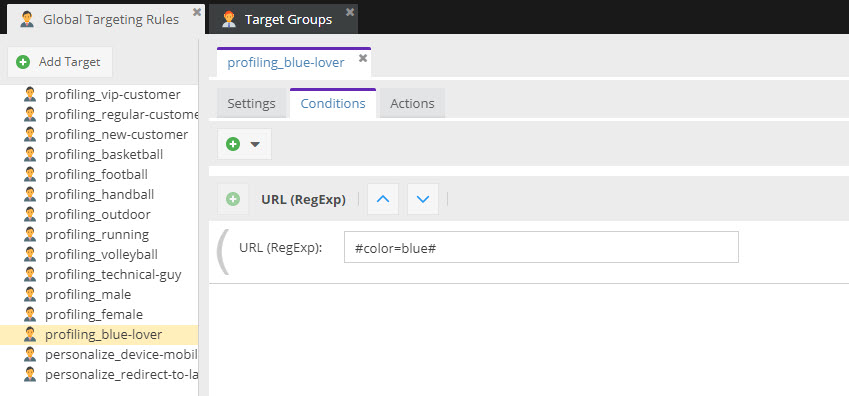 Global Targeting Rules
Target Groups
Add Target
profiling_vip-customer
profiling_regular-custome
profiling_new-customer
profiling_basketball
profiling_football
profiling_handball
profiling_outdoor
profiling_running
profiling_volleyball
profiling_technical-guy
profiling_male
profiling_female
profiling_blue-lover
personalize_device-mobil
personalize_redirect-to-la
profiling_blue-lover
Settings
Conditions
Actions
URL (RegExp)
URL (RegExp):
#color=blue#